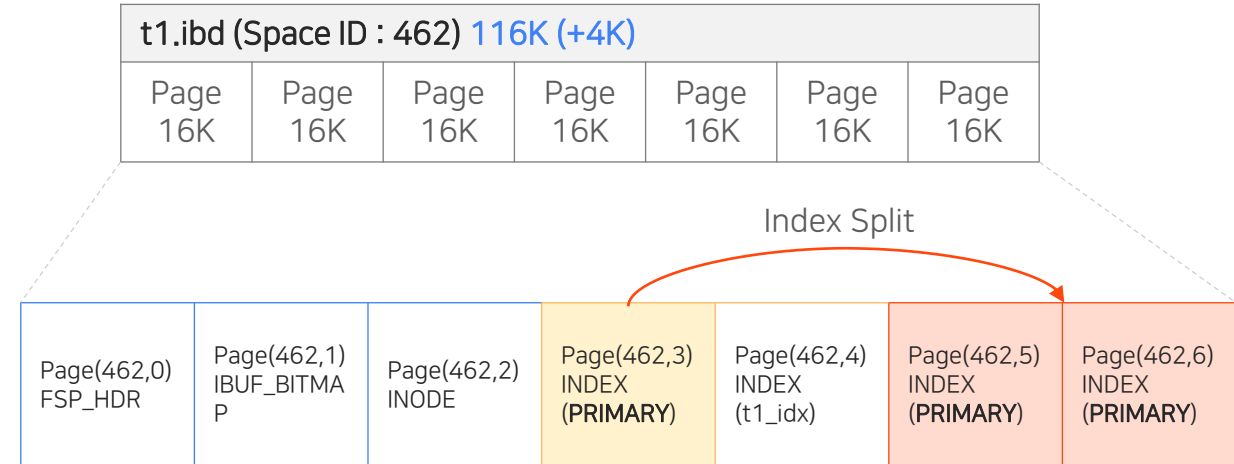 t1.ibd (Space ID : 462) 116K (+4K)
Page Page Page Page Page Page Page
16K 16K 16K 16K 16K 16K 16K
Index Split
Page(462,0)
FSP_HDR
Page(462,1)
IBUF_BITMA
P
Page(462,2)
INODE
Page(462,3)
INDEX
(PRIMARY)
Page(462,4)
INDEX
(t1_idx)
Page(462,5)
INDEX
(PRIMARY)
Page(462,6)
INDEX
(PRIMARY)